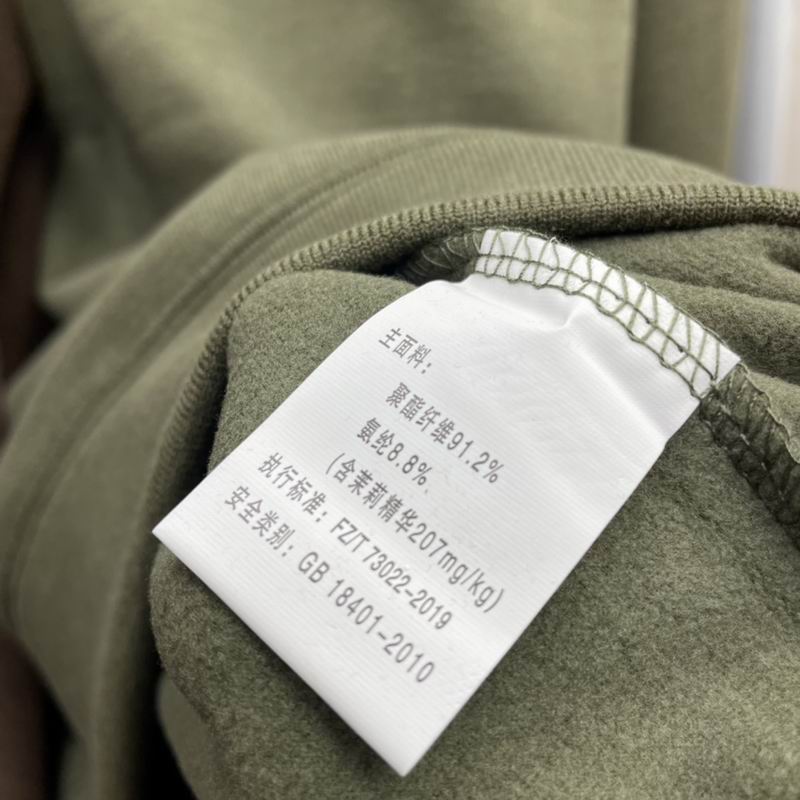 主面料：
聚酯纤维91.2%
氨纶8.8%
(含茉莉精华207mg/kg)
执行标准：FZ/T 73022-2019
安全类别：GB 18401-2010